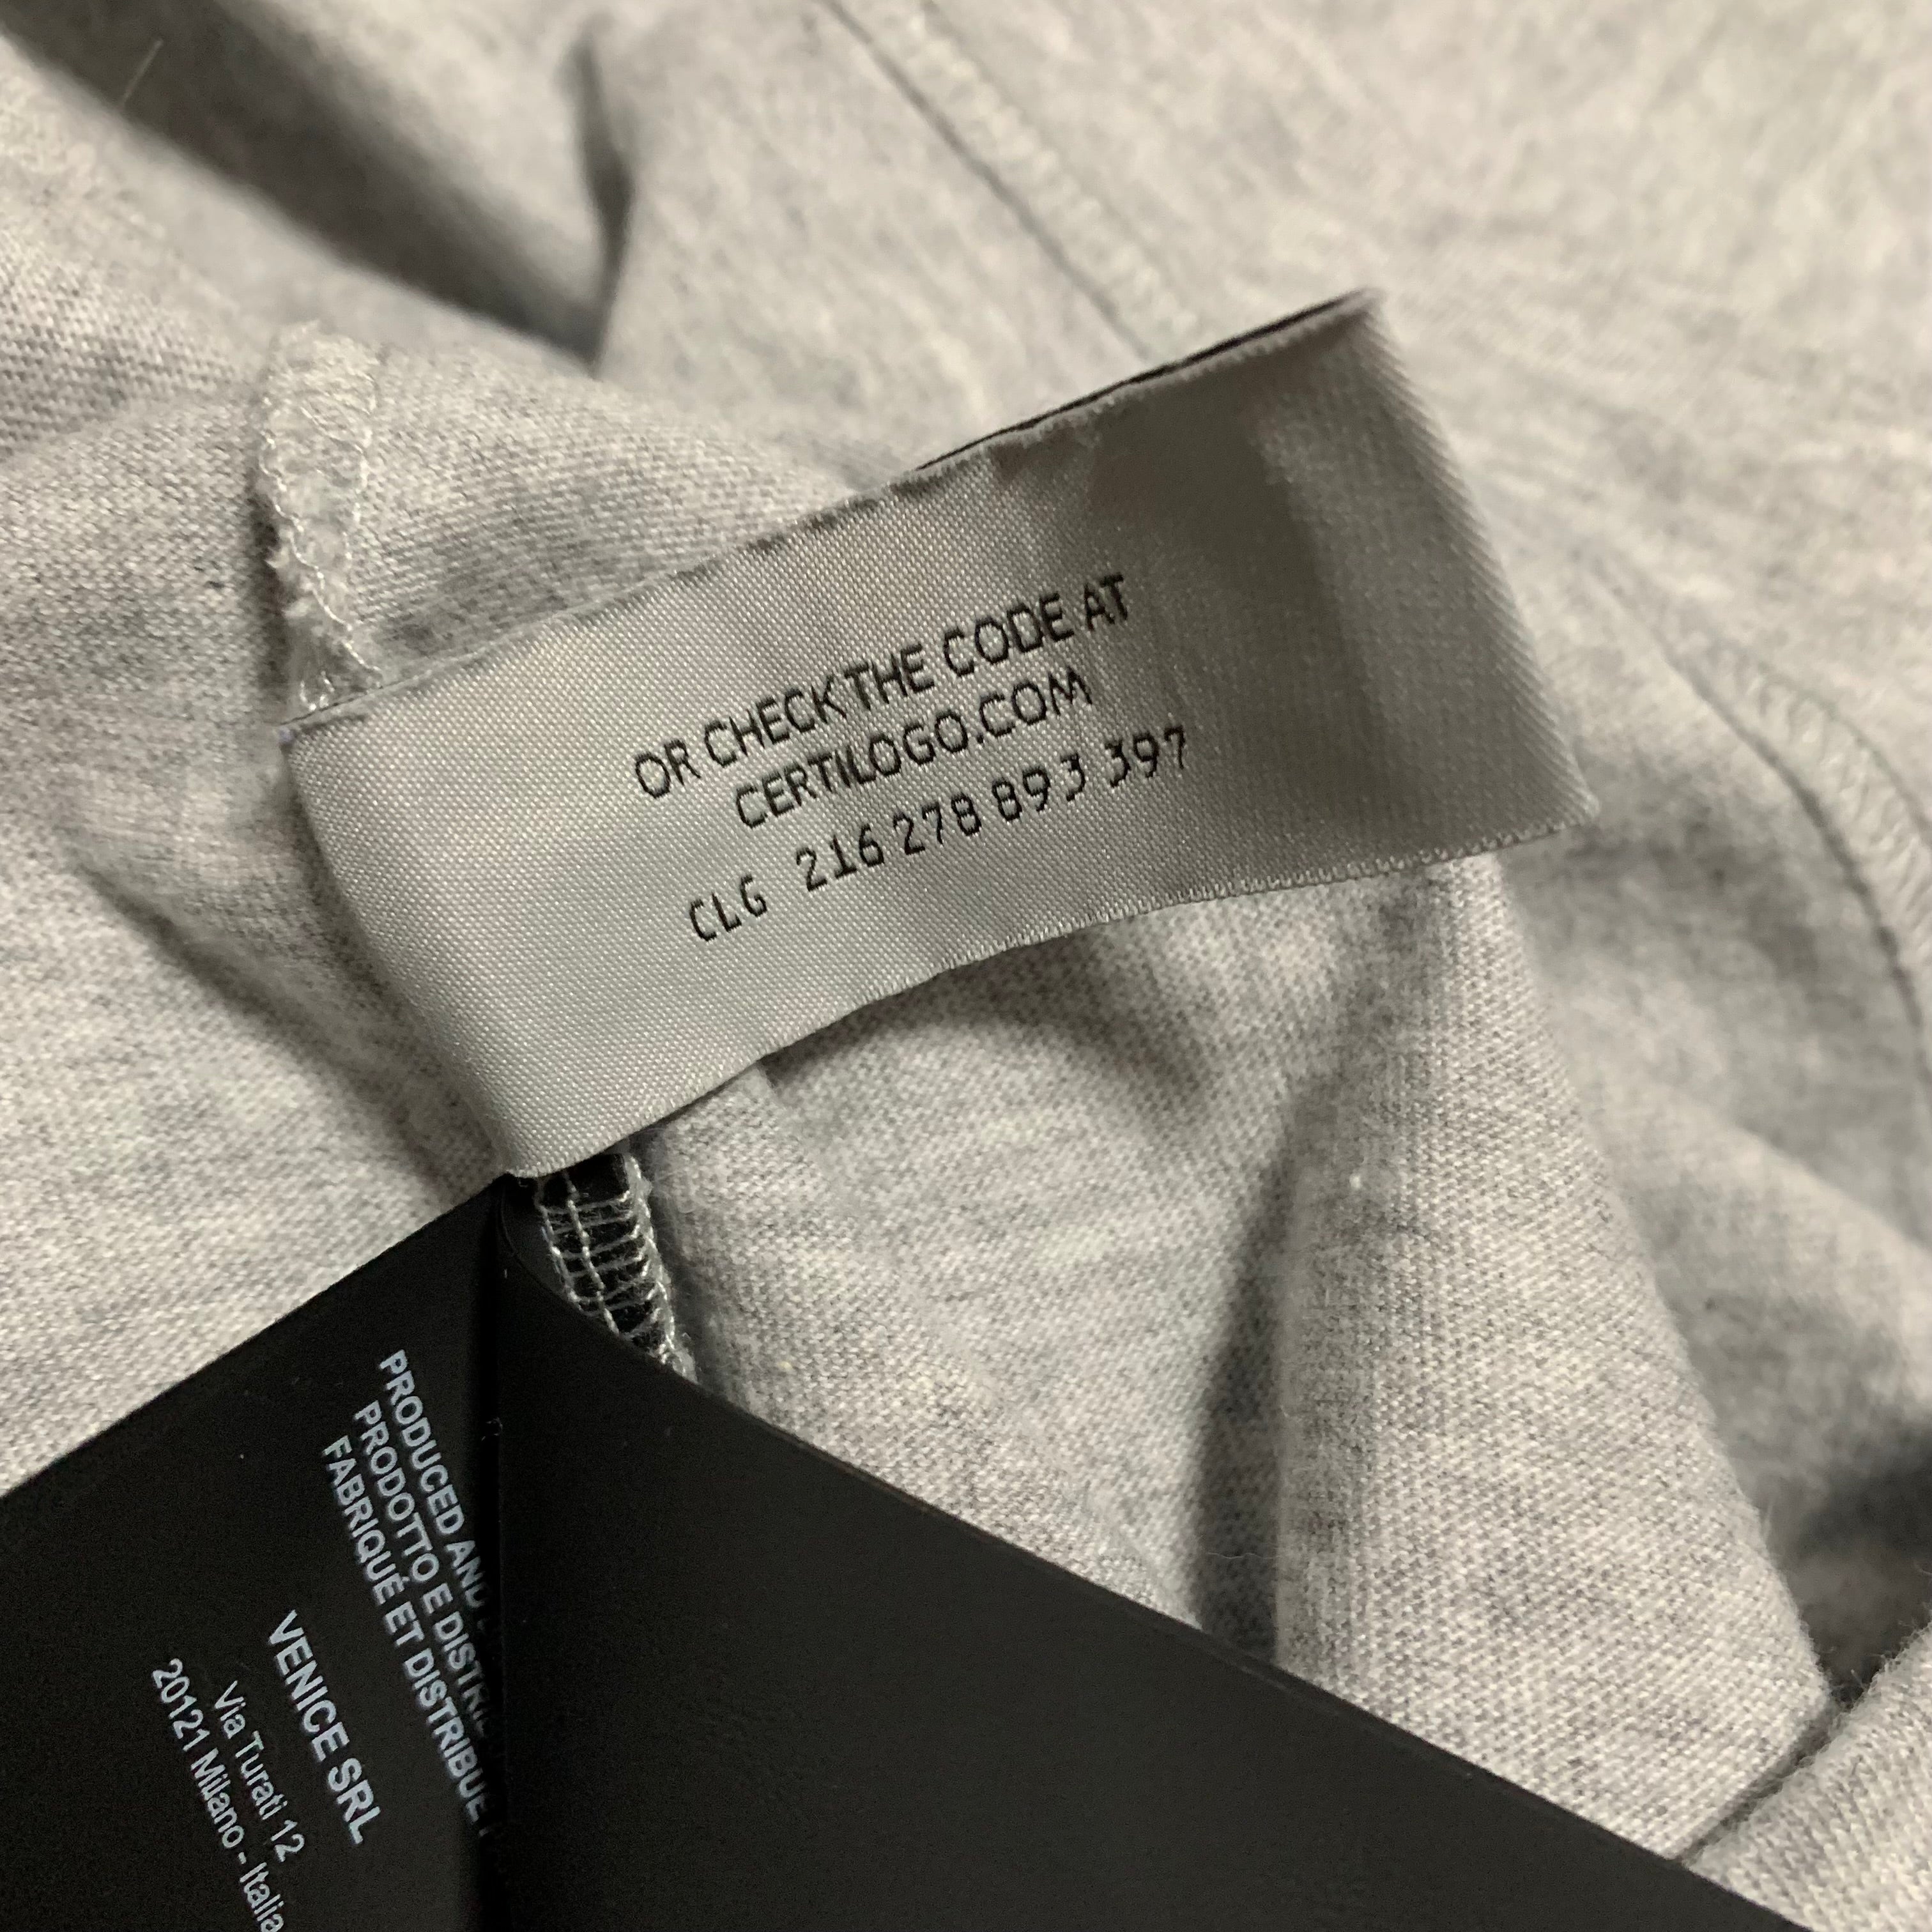 OR CHECK THE CODE AT
CERTILOGO.COM
CLG 216 278 893 397
PRODUCED AND
PRODOTTO E
FABRIQUÉ ET DISTRIBUÉ
VENICE SRL
Via Turati 12
20121 Milano - Italia